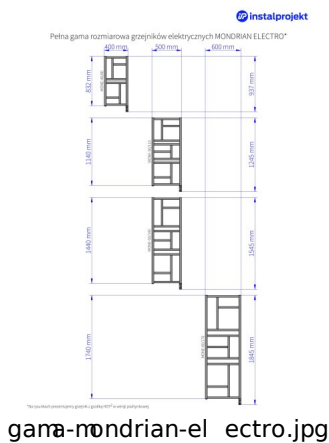 instalprojekt
Pełna gama rozmiarowa grzejników elektrycznych MONDRIAN ELECTRO*
400 mm 500 mm 600 mm
832 mm 937 mm
1140 mm 1245 mm
1440 mm 1545 mm
1740 mm 1845 mm
gama-mondrian-electro.jpg